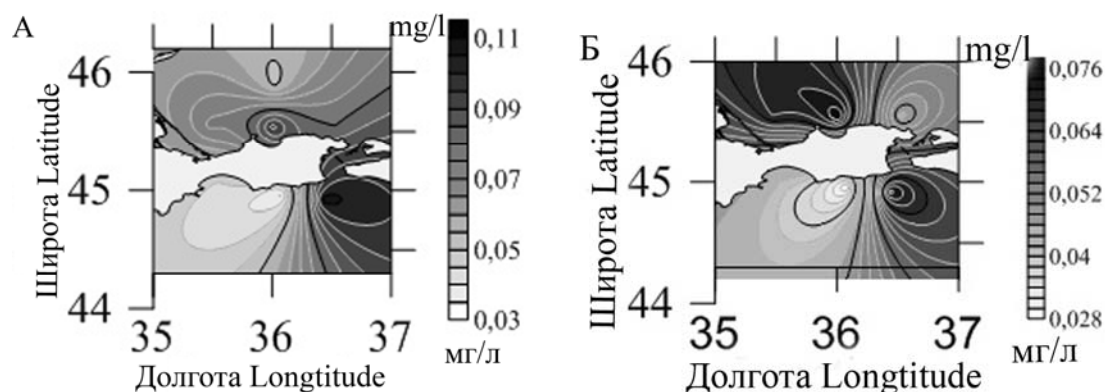 А
mg/l
0,11
0,09
0,07
0,05
0,03
мг/л
46
45
44
Широта Latitude
35 36 37
Долгота Longtitude
Б
mg/l
0,076
0,064
0,052
0,04
0,028
мг/л
46
45
44
Широта Latitude
35 36 37
Долгота Longtitude